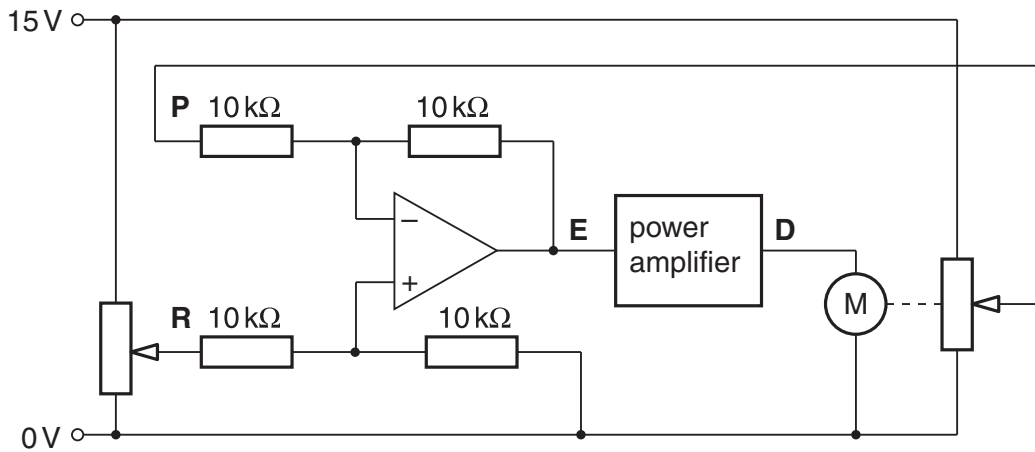 15 V
P 10 kΩ 10 kΩ
−
E power D
amplifier
+
M
R 10 kΩ 10 kΩ
0 V